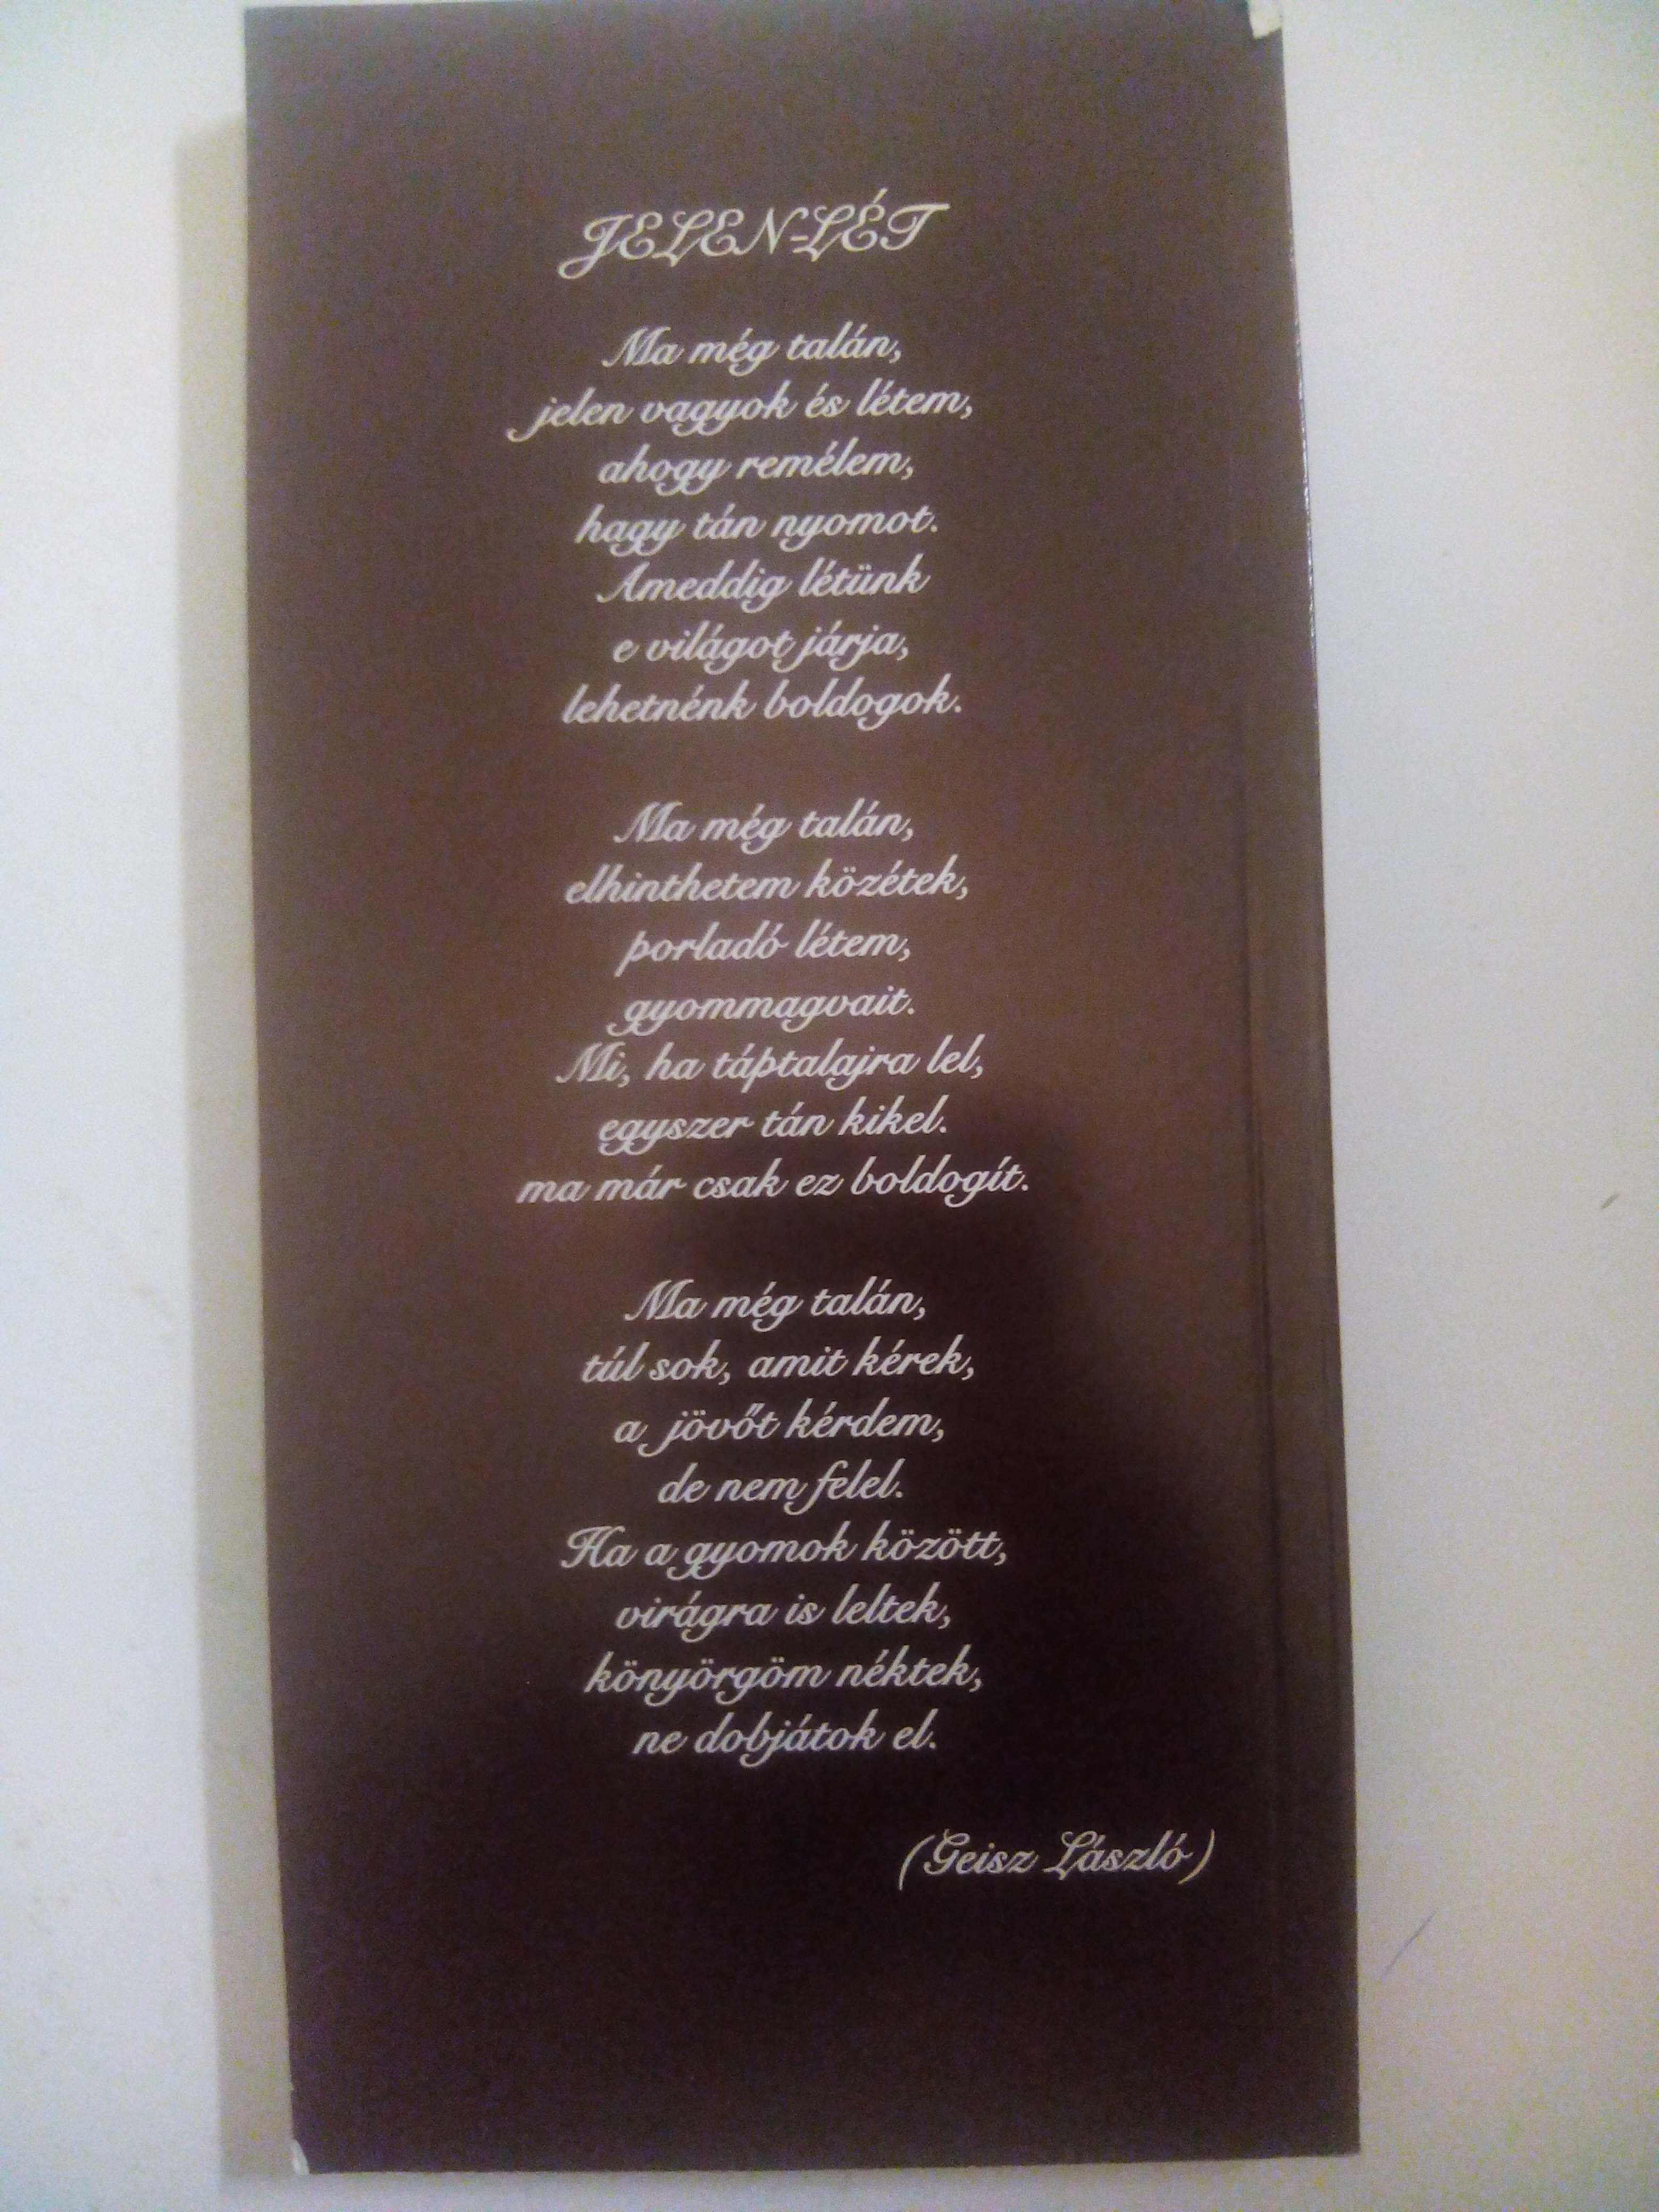 JELEN-LÉT
Ma még talán,
jelen vagyok és létem,
ahogy remélem,
hagy tán nyomot.
Ameddig létünk
e világot járja,
lehetnénk boldogok.
Ma még talán,
elhinthetem közétek,
porladó létem,
gyommagvait.
Mi, ha táptalajra lel,
egyszer tán kikel.
ma már csak ez boldogít.
Ma még talán,
túl sok, amit kérek,
a jövőt kérdem,
de nem felel.
Ha a gyomok között,
virágra is leltek,
könyörgöm néktek,
ne dobjátok el.
(Geisz László)